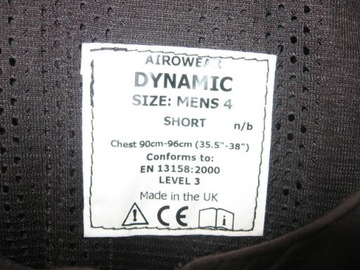 AIROWEAR
DYNAMIC
SIZE: MENS 4
SHORT n/b
Chest 90cm-96cm (35.5"-38")
Conforms to:
EN 13158:2000
LEVEL 3
Made in the UK
CE